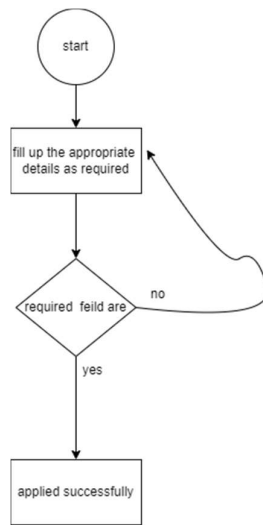 start
fill up the appropriate
details as required
required feild are
no
yes
applied successfully